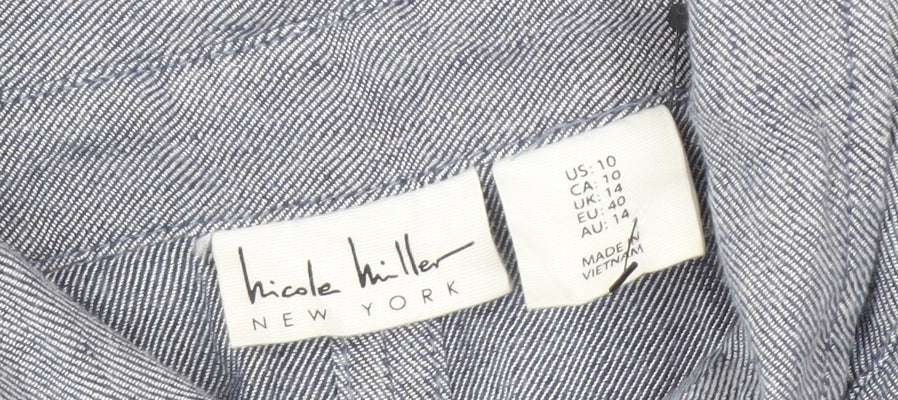 Nicole Miller
NEW YORK
US: 10
CA: 10
UK: 14
EU: 40
AU: 14
MADE IN
VIETNAM